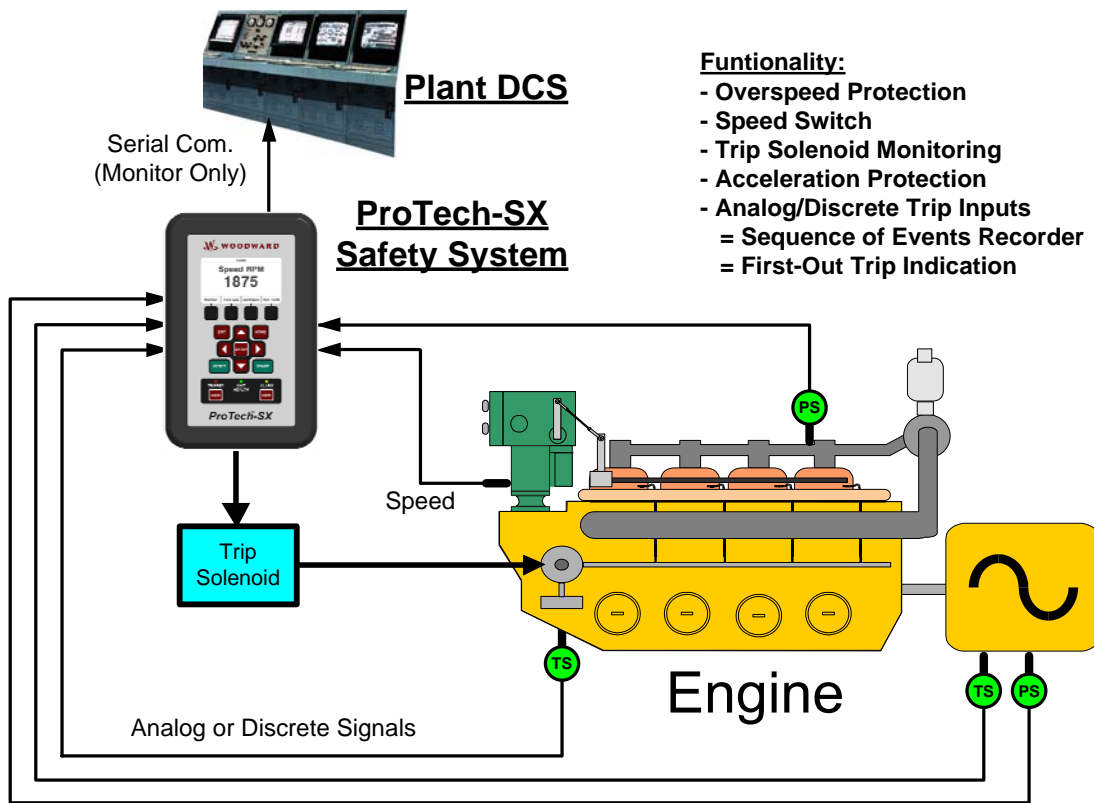 Plant DCS
Funtionality:
- Overspeed Protection
- Speed Switch
- Trip Solenoid Monitoring
- Acceleration Protection
- Analog/Discrete Trip Inputs
= Sequence of Events Recorder
= First-Out Trip Indication
Serial Com.
(Monitor Only)
ProTech-SX
Safety System
WOODWARD
Speed RPM
1875
ProTech-SX
PS
Speed
Trip
Solenoid
TS
Engine
TS
PS
Analog or Discrete Signals